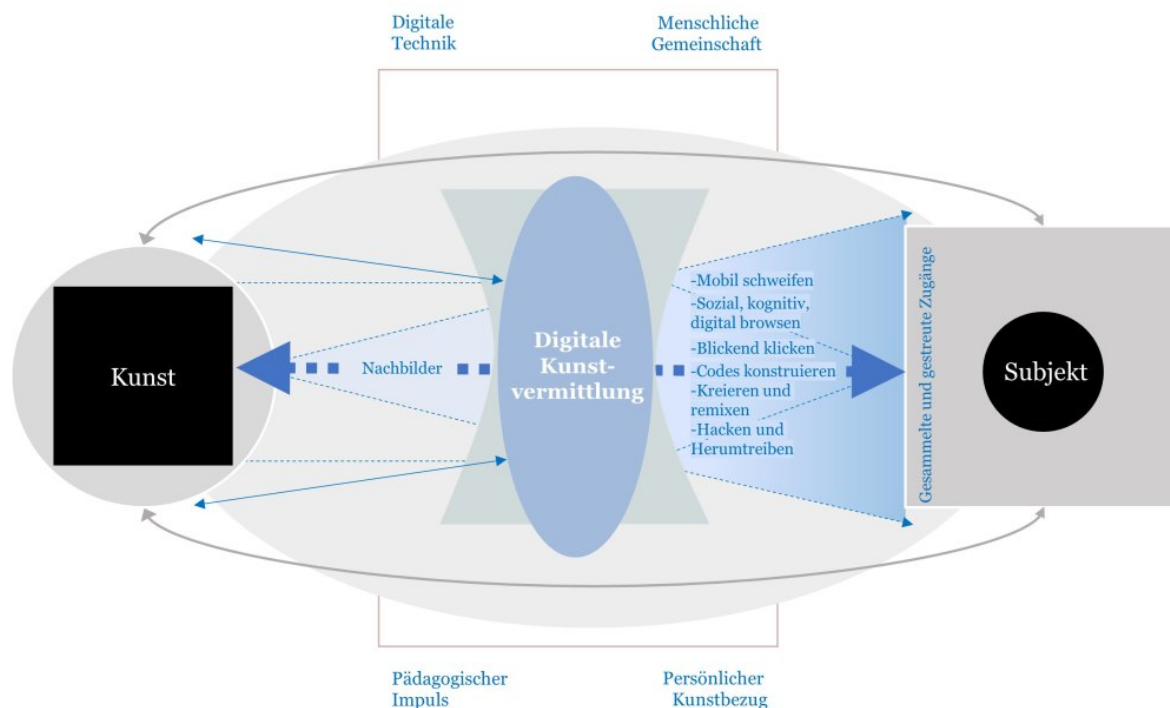 Digitale
Technik
Menschliche
Gemeinschaft
Kunst
Nachbilder
Digitale
Kunst-
vermittlung
-Mobil schweifen
-Sozial, kognitiv,
digital browsen
-Blickend klicken
-Codes konstruieren
-Kreieren und
remixen
-Hacken und
Herumtreiben
Gesammelte und gestreute Zugänge
Subjekt
Pädagogischer
Impuls
Persönlicher
Kunstbezug